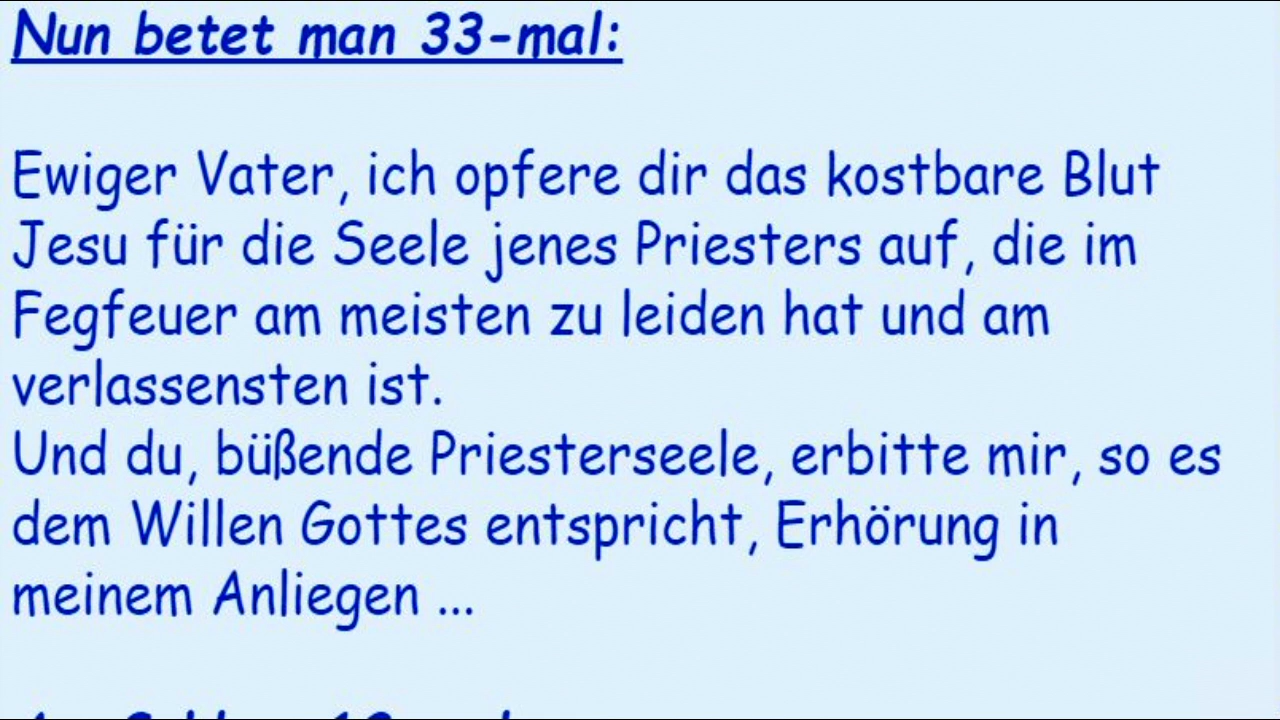 Nun betet man 33-mal:
Ewiger Vater, ich opfere dir das kostbare Blut
Jesu für die Seele jenes Priesters auf, die im
Fegfeuer am meisten zu leiden hat und am
verlassensten ist.
Und du, büßende Priesterseele, erbitte mir, so es
dem Willen Gottes entspricht, Erhörung in
meinem Anliegen ...